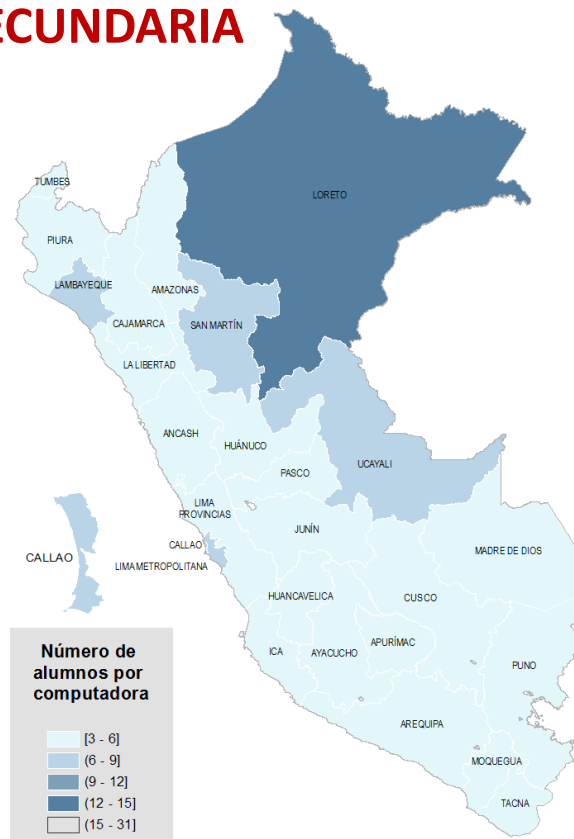 ECUNDARIA
TUMBES
LORETO
PIURA
LAMBAYEQUE
AMAZONAS
CAJAMARCA
SAN MARTÍN
LA LIBERTAD
ANCASH
HUÁNUCO
UCAYALI
PASCO
LIMA
PROVINCIAS
JUNÍN
CALLAO
MADRE DE DIOS
CALLAO
LIMA METROPOLITANA
HUANCAVELICA
CUSCO
ICA
AYACUCHO
APURÍMAC
PUNO
AREQUIPA
MOQUEGUA
TACNA
Número de
alumnos por
computadora
[3 - 6]
(6 - 9]
(9 - 12]
(12 - 15]
(15 - 31]